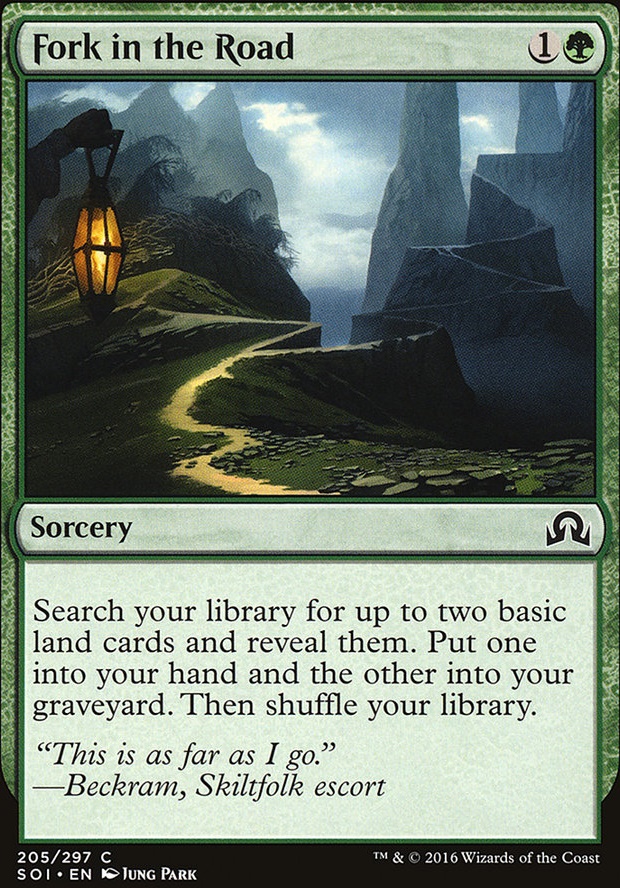 Fork in the Road 1
Sorcery
Search your library for up to two basic
land cards and reveal them. Put one
into your hand and the other into your
graveyard. Then shuffle your library.
“This is as far as I go.”
—Beckram, Skiltfolk escort
205/297 C
SOI • EN Jung Park
™ & © 2016 Wizards of the Coast